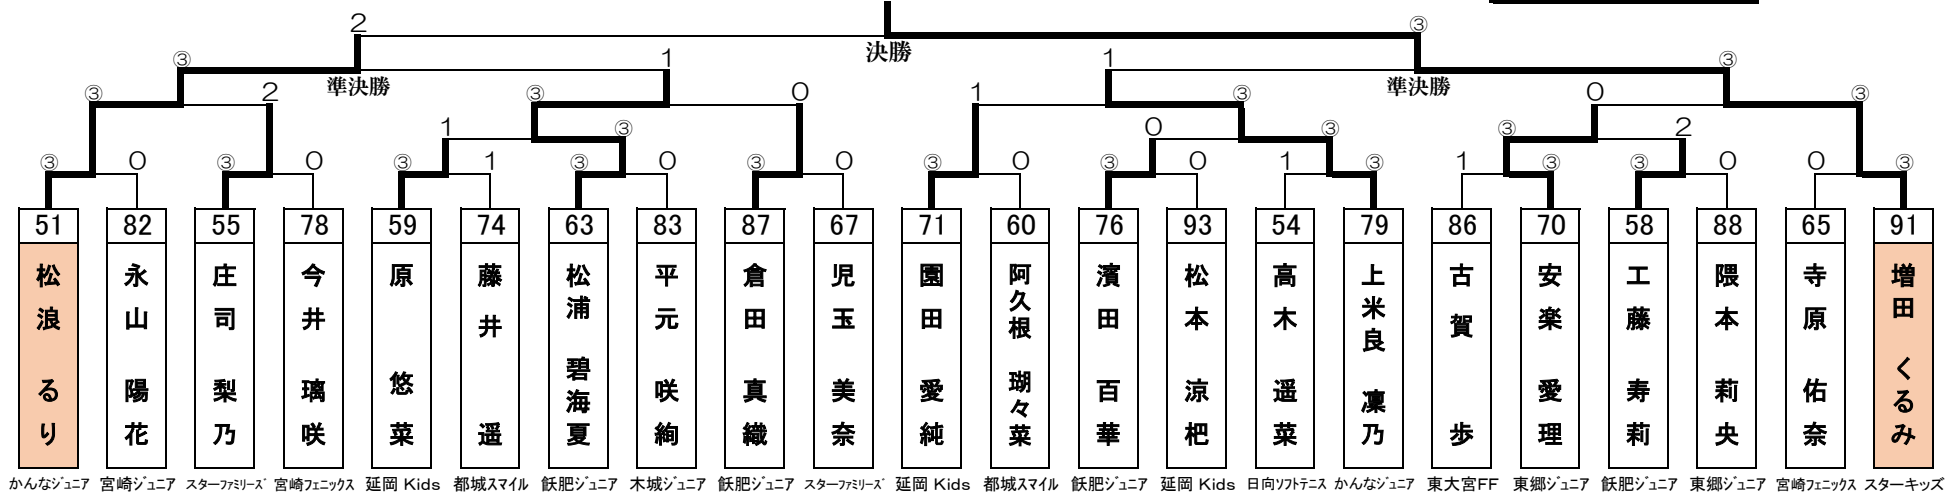 2 ③
決勝
③ 1 1 ③
準決勝 準決勝
③ 2 ③ 0 1 ③ 0 ③
1 ③ 0 ③ ③ 2
③ 0 ③ 0 ③ 1 ③ 0 ③ 0 ③ 0 ③ 0 1 ③ 1 ③ ③ 0 0 ③
51 82 55 78 59 74 63 83 87 67 71 60 76 93 54 79 86 70 58 88 65 91
松浪 るり
永山 陽花
庄司 梨乃
今井 璃咲
原 悠菜
藤井 遥
松浦 碧海夏
平元 咲絢
倉田 真織
児玉 美奈
園田 愛純
阿久根 瑚々菜
濱田 百華
松本 涼杷
高木 遥菜
上米良 凜乃
古賀 歩
安楽 愛理
工藤 寿莉
隈本 莉央
寺原 佑奈
増田 くるみ
かんなジュニア 宮崎ジュニア スターファミリーズ 宮崎フェニックス 延岡 Kids 都城スマイル 飫肥ジュニア 木城ジュニア 飫肥ジュニア スターファミリーズ 延岡 Kids 都城スマイル 飫肥ジュニア 延岡 Kids 日向ソフトテニス かんなジュニア 東大宮FF 東郷ジュニア 飫肥ジュニア 東郷ジュニア 宮崎フェニックス スターキッズ